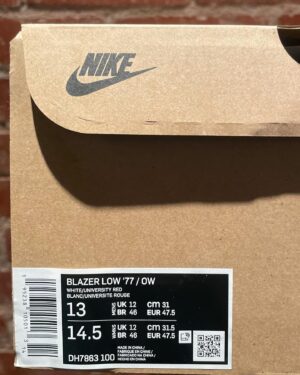 NIKE
BLAZER LOW '77 / OW
WHITE/UNIVERSITY RED
BLANC/UNIVERSITE ROUGE
13 MENS UK 12 CM 31
BR 46 EUR 47.5
MADE IN CHINA /
14.5 UK 12 CM 31.5
BR 46 EUR 47.5
DH7863 100